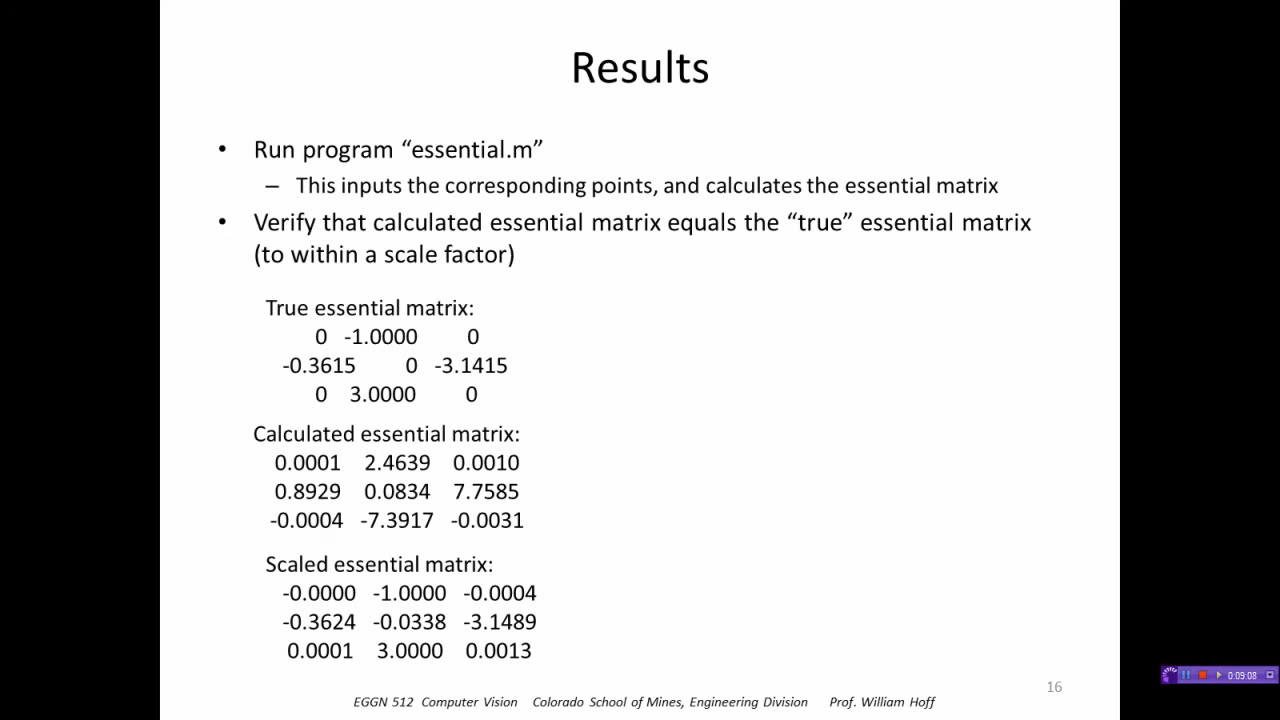 Results
• Run program “essential.m”
– This inputs the corresponding points, and calculates the essential matrix
• Verify that calculated essential matrix equals the “true” essential matrix
(to within a scale factor)
True essential matrix:
0 -1.0000 0
-0.3615 0 -3.1415
0 3.0000 0
Calculated essential matrix:
0.0001 2.4639 0.0010
0.8929 0.0834 7.7585
-0.0004 -7.3917 -0.0031
Scaled essential matrix:
-0.0000 -1.0000 -0.0004
-0.3624 -0.0338 -3.1489
0.0001 3.0000 0.0013
16
0:09:08
EGGN 512 Computer Vision Colorado School of Mines, Engineering Division Prof. William Hoff